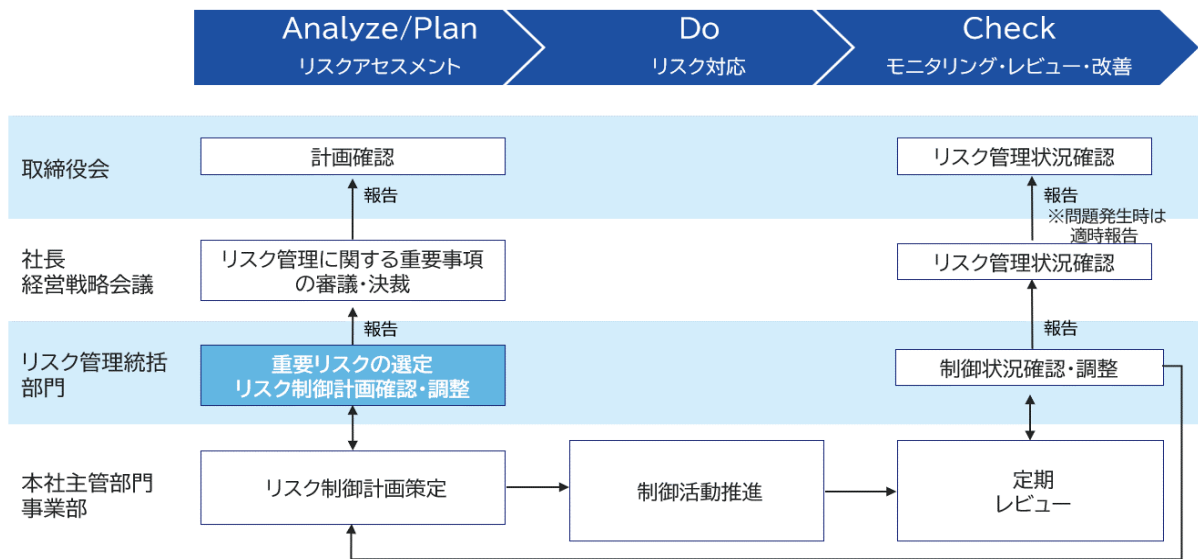 Analyze/Plan
リスクアセスメント
Do
リスク対応
Check
モニタリング・レビュー・改善
取締役会
計画確認
リスク管理状況確認
報告
報告
※問題発生時は
適時報告
社長
経営戦略会議
リスク管理に関する重要事項
の審議・決裁
リスク管理状況確認
報告
報告
リスク管理統括
部門
重要リスクの選定
リスク制御計画確認・調整
制御状況確認・調整
本社主管部門
事業部
リスク制御計画策定
制御活動推進
定期
レビュー